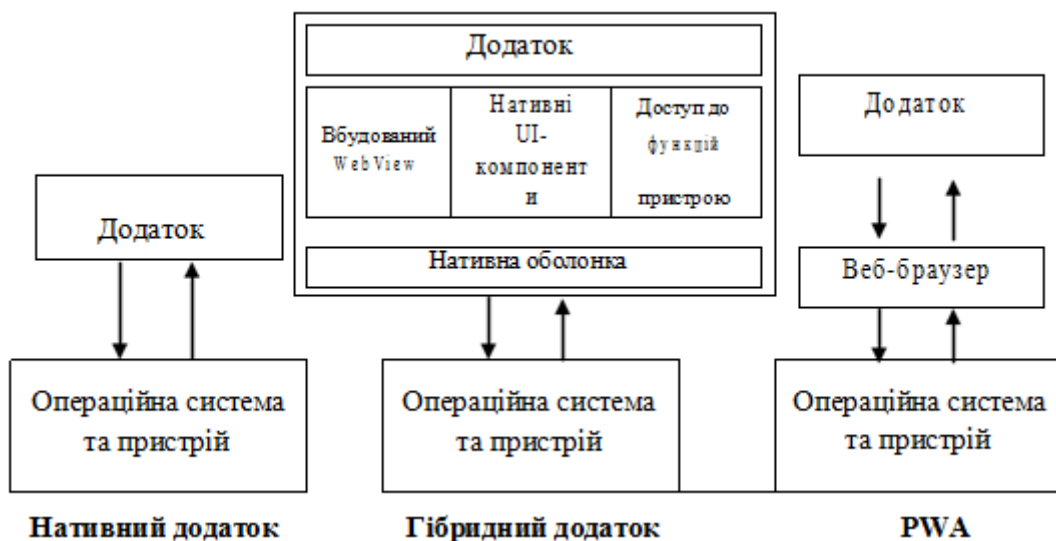 Додаток
Вбудований
WebView
Нативні
UI-
компонент
и
Доступ до
функцій
пристрою
Нативна оболонка
Додаток
Додаток
Веб-браузер
Операційна система
та пристрій
Операційна система
та пристрій
Операційна система
та пристрій
Нативний додаток
Гібридний додаток
PWA